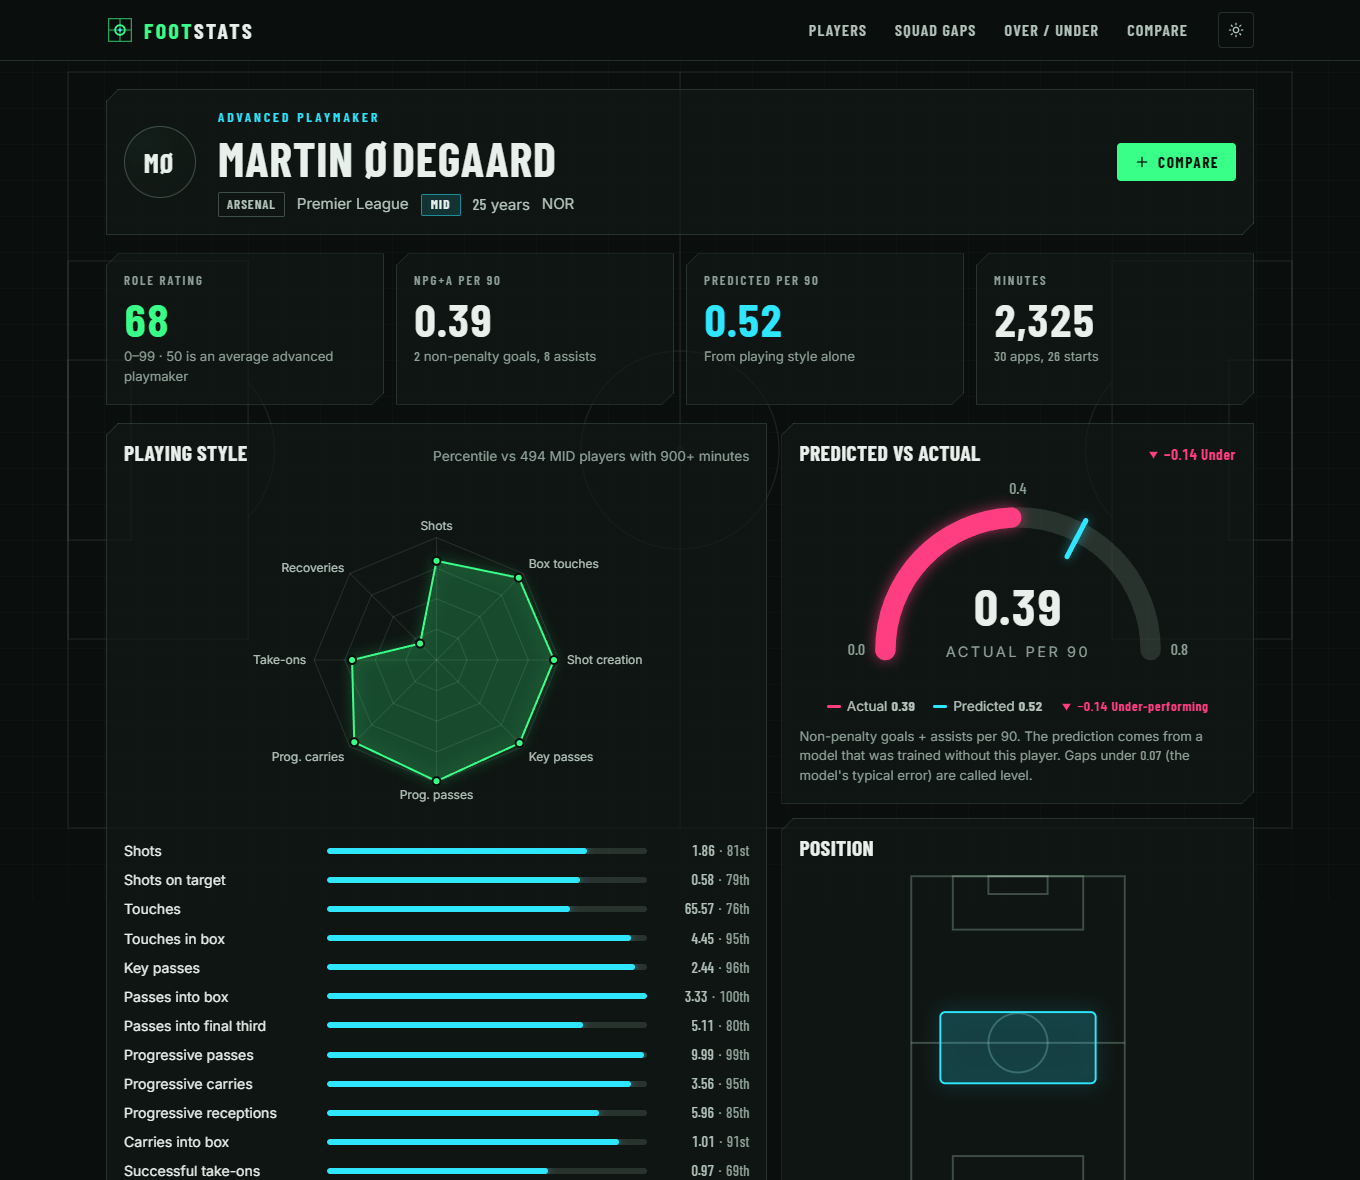 FOOTSTATS
PLAYERS SQUAD GAPS OVER / UNDER COMPARE
ADVANCED PLAYMAKER
MØ
MARTIN ØDEGAARD
ARSENAL Premier League MID 25 years NOR
+ COMPARE
ROLE RATING
68
0–99 · 50 is an average advanced
playmaker
NPG+A PER 90
0.39
2 non-penalty goals, 8 assists
PREDICTED PER 90
0.52
From playing style alone
MINUTES
2,325
30 apps, 26 starts
PLAYING STYLE
Percentile vs 494 MID players with 900+ minutes
Shots
Box touches
Shot creation
Key passes
Prog. passes
Prog. carries
Take-ons
Recoveries
Shots 1.86 · 81st
Shots on target 0.58 · 79th
Touches 65.57 · 76th
Touches in box 4.45 · 95th
Key passes 2.44 · 96th
Passes into box 3.33 · 100th
Passes into final third 5.11 · 80th
Progressive passes 9.99 · 99th
Progressive carries 3.56 · 95th
Progressive receptions 5.96 · 85th
Carries into box 1.01 · 91st
Successful take-ons 0.97 · 69th
PREDICTED VS ACTUAL
▼ −0.14 Under
0.4
0.0
0.8
0.39
ACTUAL PER 90
Actual 0.39 Predicted 0.52 ▼ −0.14 Under-performing
Non-penalty goals + assists per 90. The prediction comes from a
model that was trained without this player. Gaps under 0.07 (the
model's typical error) are called level.
POSITION